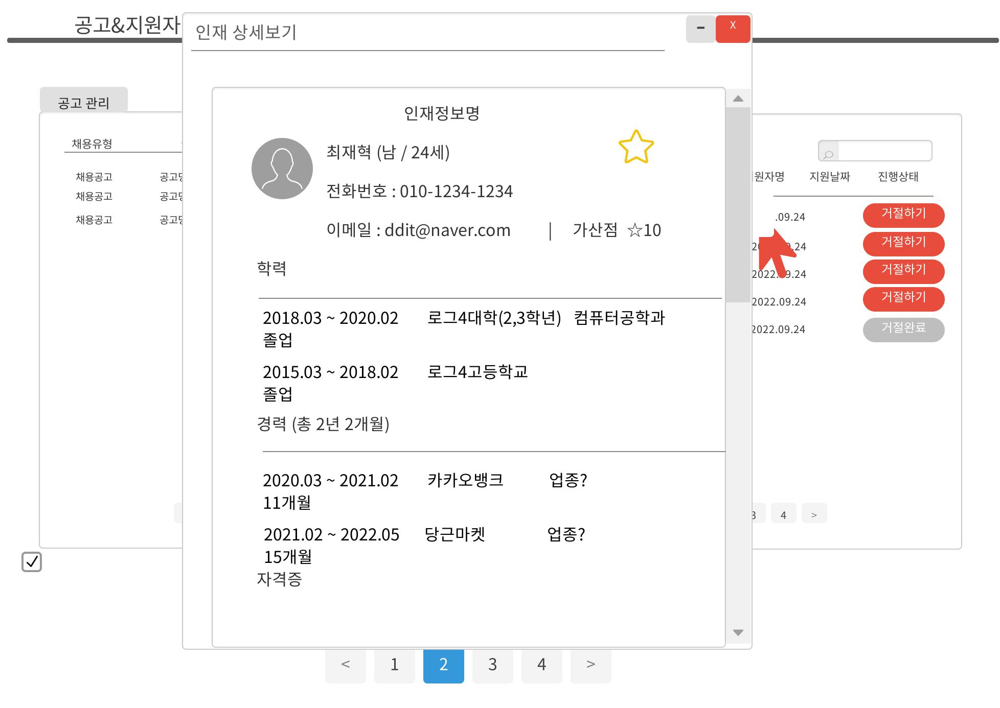 공고&지원자
인재 상세보기
-
X
공고 관리
채용유형
채용공고 공고
채용공고 공고
채용공고 공고
인재정보명
최재혁 (남 / 24세)
전화번호 : 010-1234-1234
이메일 : ddit@naver.com | 가산점 ☆10
학력
2018.03 ~ 2020.02 로그4대학(2,3학년) 컴퓨터공학과
졸업
2015.03 ~ 2018.02 로그4고등학교
졸업
경력 (총 2년 2개월)
2020.03 ~ 2021.02 카카오뱅크 업종?
11개월
2021.02 ~ 2022.05 당근마켓 업종?
15개월
자격증
원자명 지원날짜 진행상태
.09.24 거절하기
거절하기
2022.09.24 거절하기
2022.09.24 거절하기
2022.09.24 거절완료
3 4 >
< 1 2 3 4 >